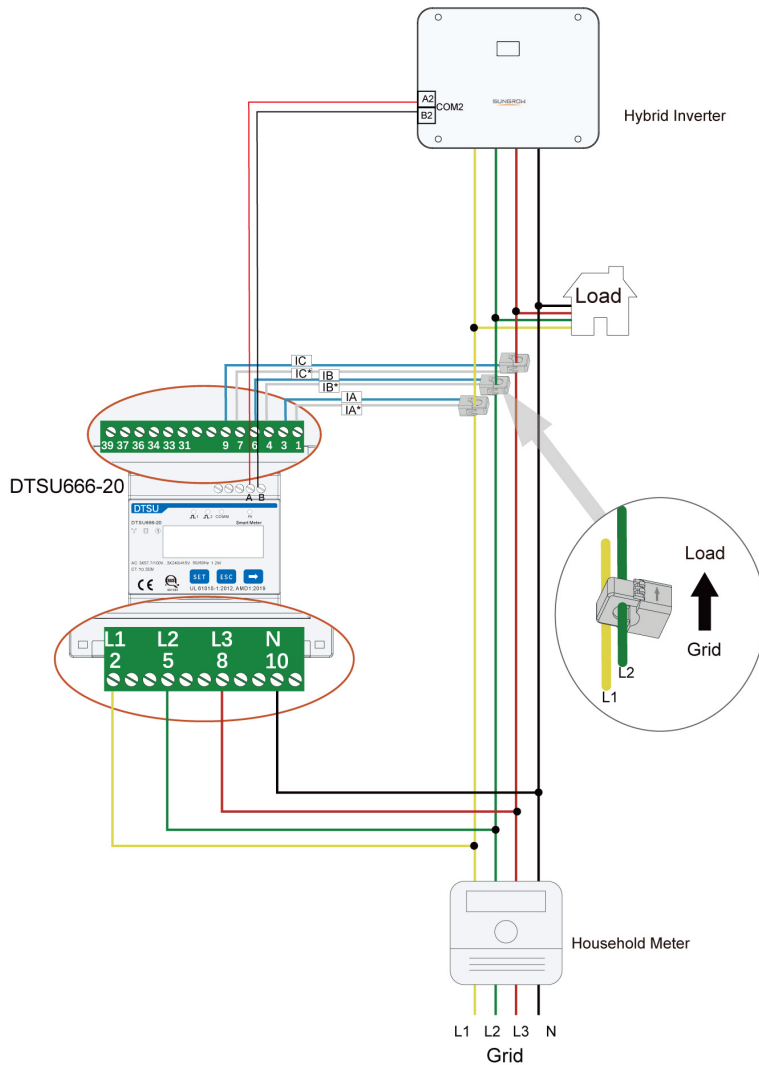 A2
B2
COM2
SUNGROW
Hybrid Inverter
Load
IC
IC*
IB
IB*
IA
IA*
39 37 36 34 33 31 9 7 6 4 3 1
DTSU666-20
A B
DTSU
COMM
DTSU666-20
Smart Meter
SET ESC
UL 61010-1:2012, AMD1:2019
L1 L2 L3 N
2 5 8 10
Load
Grid
L2
L1
Household Meter
L1 L2 L3 N
Grid